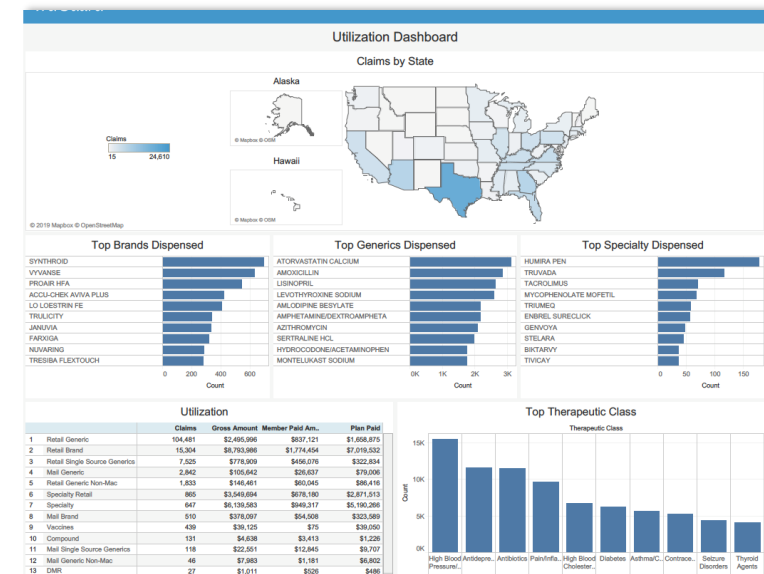 Utilization Dashboard
Claims by State
Alaska
Claims
15 24,610
© Mapbox © OSM
Hawaii
© Mapbox © OSM
© 2019 Mapbox © OpenStreetMap
Top Brands Dispensed
SYNTHROID
VYVANSE
PROAIR HFA
ACCU-CHEK AVIVA PLUS
LO LOESTRIN FE
TRULICITY
JANUVIA
FARXIGA
NUVARING
TRESIBA FLEXTOUCH
0 200 400 600
Count
Top Generics Dispensed
ATORVASTATIN CALCIUM
AMOXICILLIN
LISINOPRIL
LEVOTHYROXINE SODIUM
AMLODIPINE BESYLATE
AMPHETAMINE/DEXTROAMPHETA
AZITHROMYCIN
SERTRALINE HCL
HYDROCODONE/ACETAMINOPHEN
MONTELUKAST SODIUM
0K 1K 2K 3K
Count
Top Specialty Dispensed
HUMIRA PEN
TRUVADA
TACROLIMUS
MYCOPHENOLATE MOFETIL
TRIUMEQ
ENBREL SURECLICK
GENVOYA
STELARA
BIKTARVY
TIVICAY
0 50 100 150
Count
Utilization
Claims Gross Amount Member Paid Am.. Plan Paid
1 Retail Generic 104,481 $2,495,996 $837,121 $1,658,875
2 Retail Brand 15,304 $8,793,986 $1,774,454 $7,019,532
3 Retail Single Source Generics 7,525 $778,909 $456,076 $322,834
4 Mail Generic 2,842 $105,642 $26,637 $79,006
5 Retail Generic Non-Mac 1,833 $146,461 $60,045 $86,416
6 Specialty Retail 865 $3,549,694 $678,180 $2,871,513
7 Specialty 647 $6,139,583 $949,317 $5,190,266
8 Mail Brand 510 $378,097 $54,508 $323,589
9 Vaccines 439 $39,125 $75 $39,050
10 Compound 131 $4,638 $3,413 $1,226
11 Mail Single Source Generics 118 $22,551 $12,845 $9,707
12 Mail Generic Non-Mac 46 $7,983 $1,181 $6,802
13 DMR 27 $1,011 $526 $486
Top Therapeutic Class
Therapeutic Class
15K
10K
5K
0K
Count
High Blood Pressure/..
Antidepre..
Antibiotics
Pain/Infla..
High Blood Cholester..
Diabetes
Asthma/C..
Contrace..
Seizure Disorders
Thyroid Agents